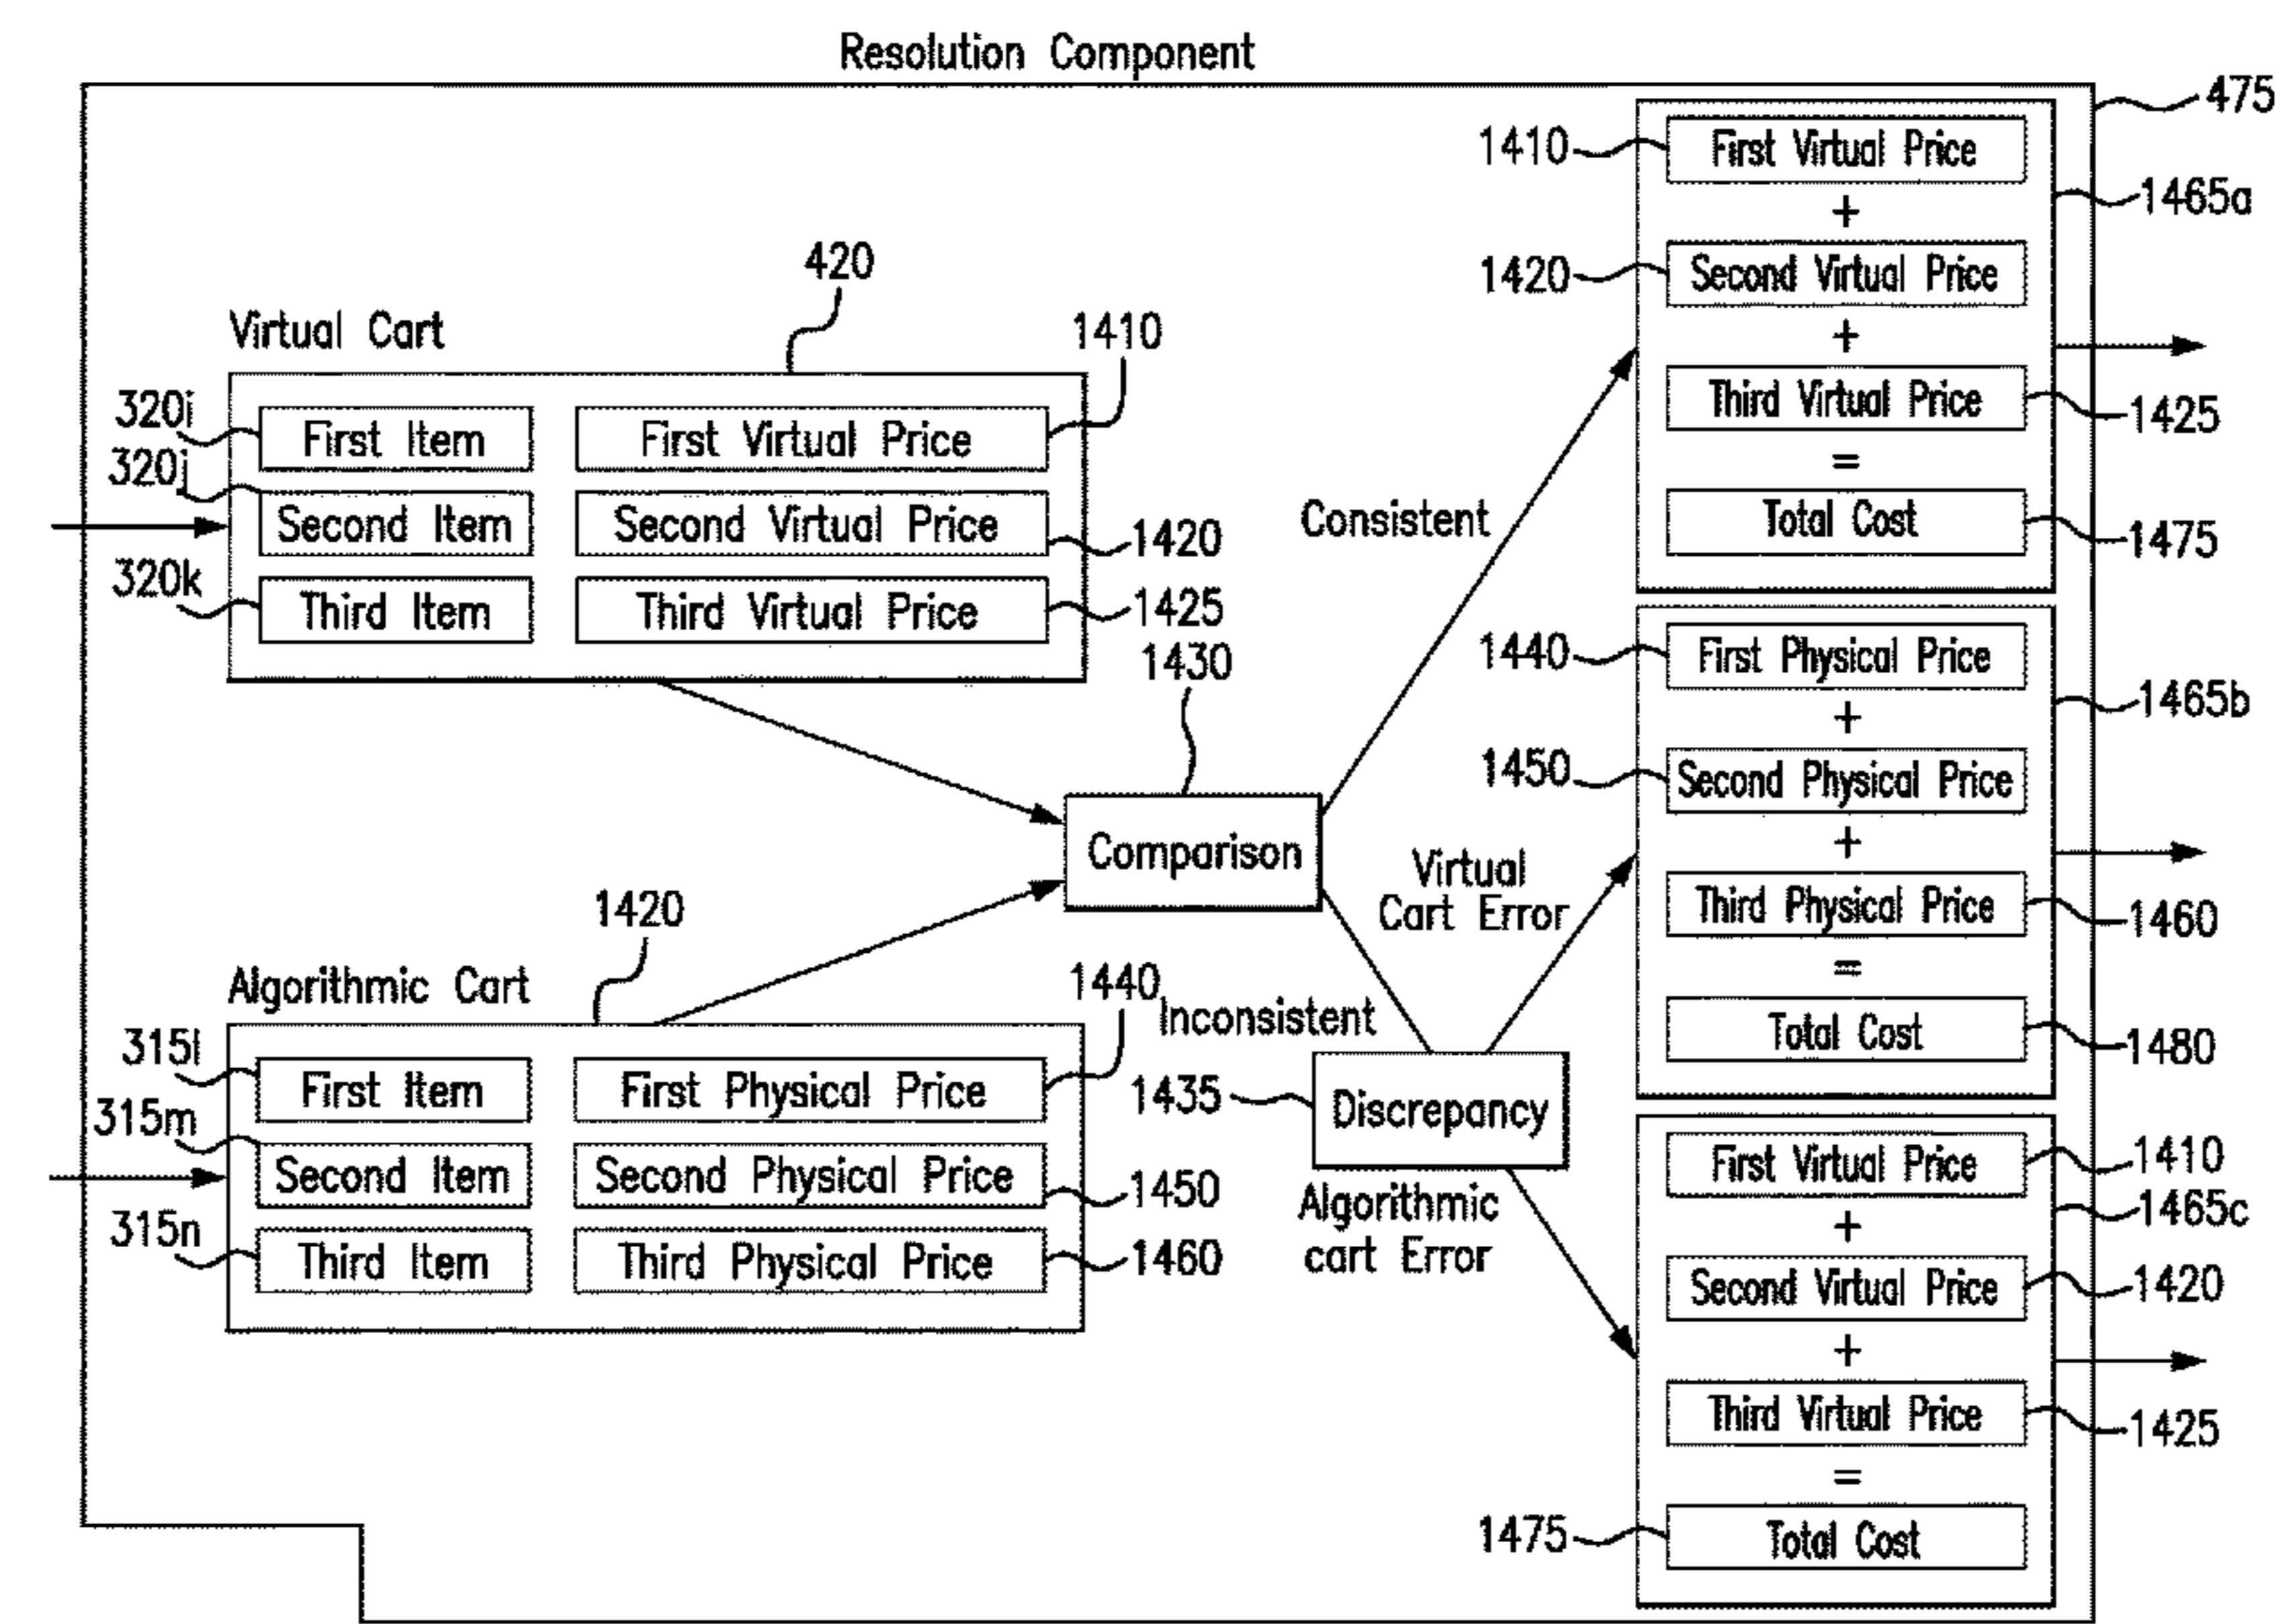 Resolution Component
475
1410
First Virtual Price
1465a
+
1420
Second Virtual Price
+
Third Virtual Price
1425
=
Total Cost
1475
420
Virtual Cart
1410
320i
First Item
First Virtual Price
320j
Second Item
Second Virtual Price
1420
320k
Third Item
Third Virtual Price
1425
1430
Comparison
Consistent
Inconsistent
Virtual
Cart Error
1440
First Physical Price
1465b
+
1450
Second Physical Price
+
Third Physical Price
1460
=
Total Cost
1480
1420
Algorithmic Cart
1440
315l
First Item
First Physical Price
315m
Second Item
Second Physical Price
1450
315n
Third Item
Third Physical Price
1460
1435
Discrepancy
Algorithmic
cart Error
First Virtual Price
1410
1465c
+
Second Virtual Price
1420
+
Third Virtual Price
1425
=
1475
Total Cost